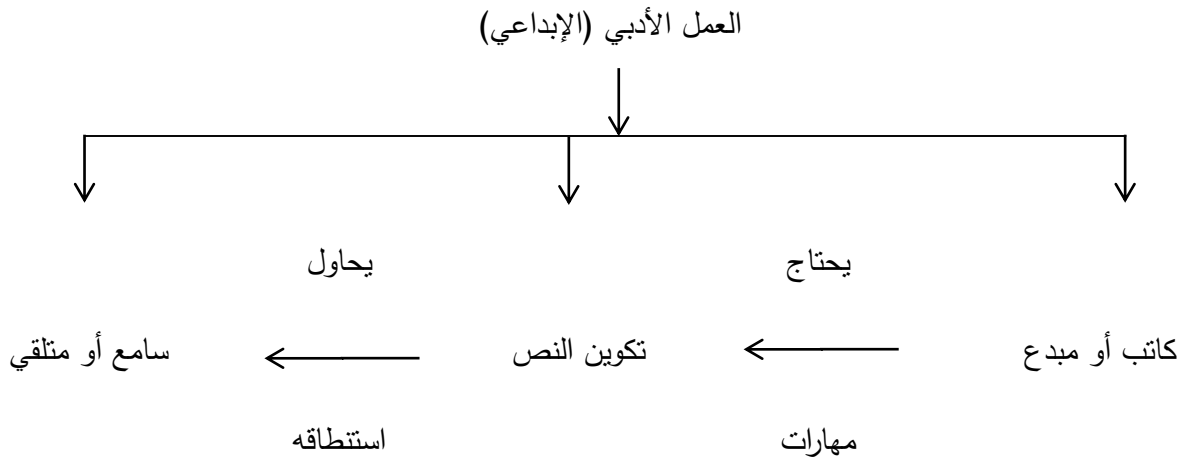 العمل الأدبي (الإبداعي)
يحتاج يحاول
كاتب أو مبدع تكوين النص سامع أو متلقي
مهارات استنطاقه